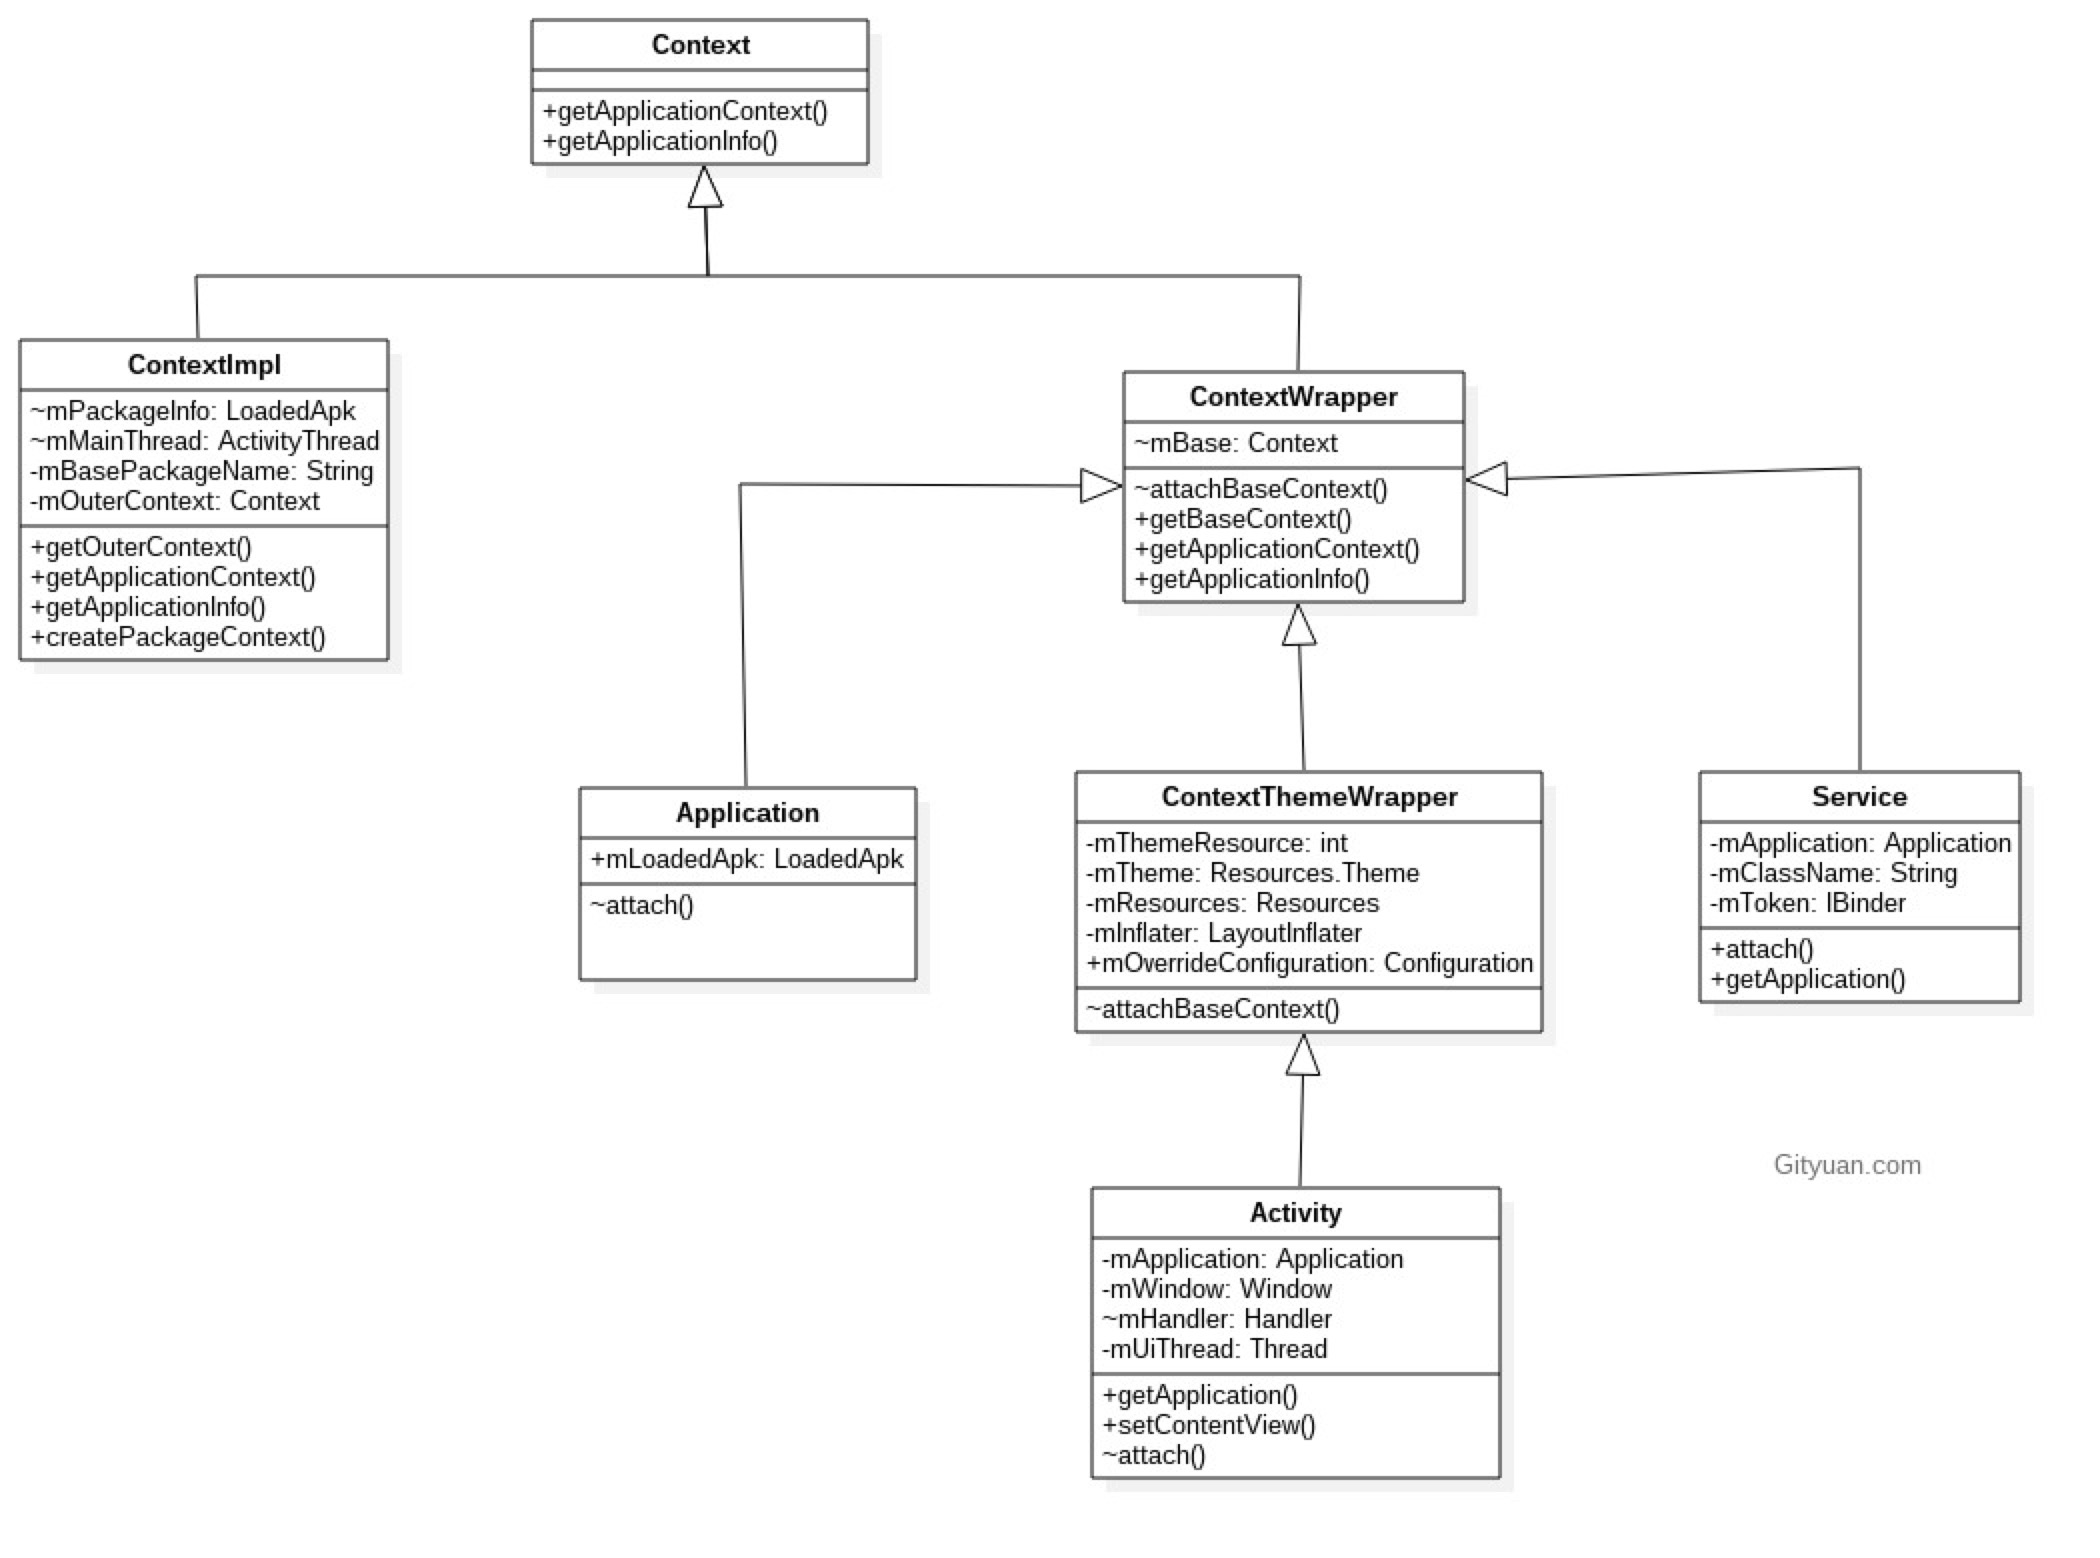 Context
+getApplicationContext()
+getApplicationInfo()
ContextImpl
~mPackageInfo: LoadedApk
~mMainThread: ActivityThread
-mBasePackageName: String
-mOuterContext: Context
+getOuterContext()
+getApplicationContext()
+getApplicationInfo()
+createPackageContext()
ContextWrapper
~mBase: Context
~attachBaseContext()
+getBaseContext()
+getApplicationContext()
+getApplicationInfo()
Application
+mLoadedApk: LoadedApk
~attach()
ContextThemeWrapper
-mThemeResource: int
-mTheme: Resources.Theme
-mResources: Resources
-mInflater: LayoutInflater
+mOverrideConfiguration: Configuration
~attachBaseContext()
Service
-mApplication: Application
-mClassName: String
-mToken: IBinder
+attach()
+getApplication()
Gityuan.com
Activity
-mApplication: Application
-mWindow: Window
~mHandler: Handler
-mUiThread: Thread
+getApplication()
+setContentView()
~attach()